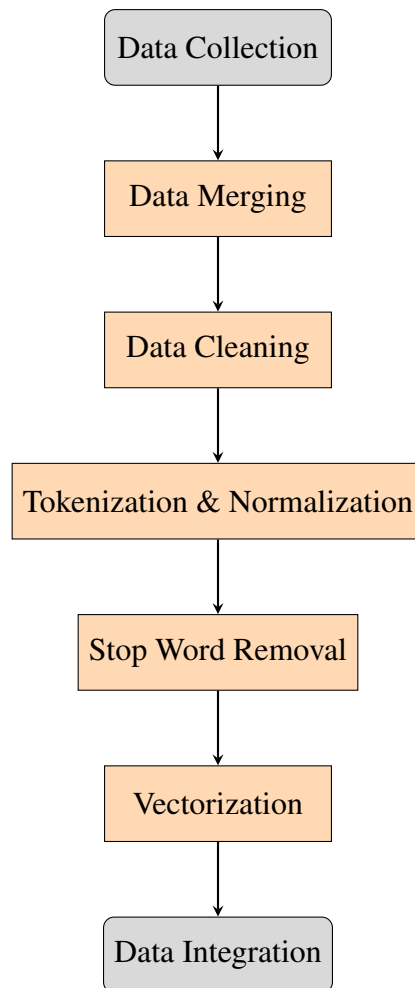 Data Collection
Data Merging
Data Cleaning
Tokenization & Normalization
Stop Word Removal
Vectorization
Data Integration